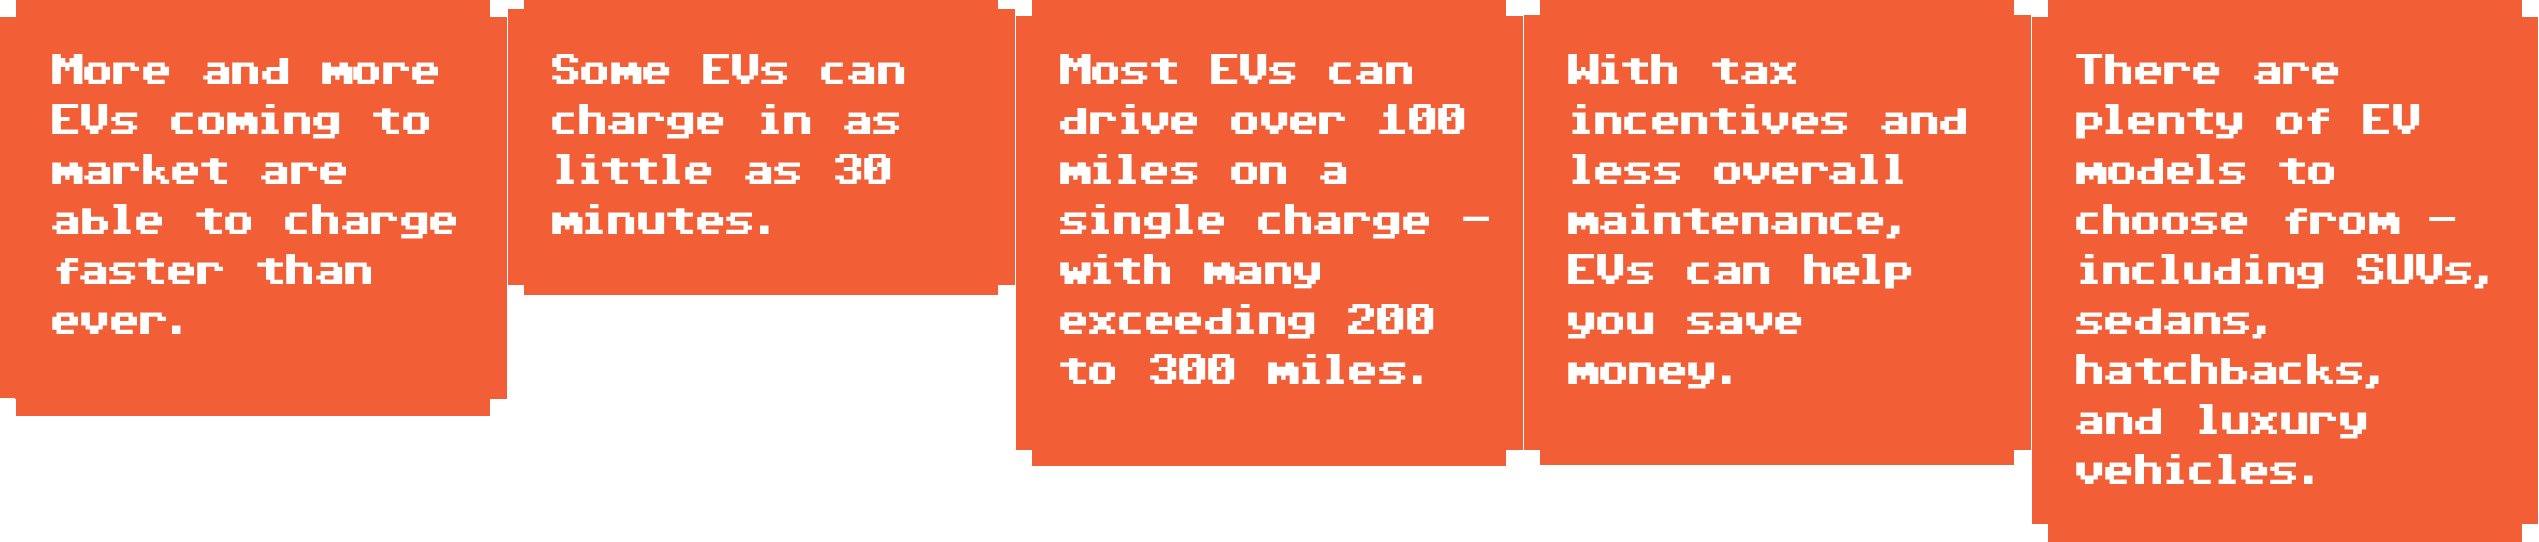 More and more
EVs coming to
market are
able to charge
faster than
ever.
Some EVs can
charge in as
little as 30
minutes.
Most EVs can
drive over 100
miles on a
single charge –
with many
exceeding 200
to 300 miles.
With tax
incentives and
less overall
maintenance,
EVs can help
you save
money.
There are
plenty of EV
models to
choose from –
including SUVs,
sedans,
hatchbacks,
and luxury
vehicles.